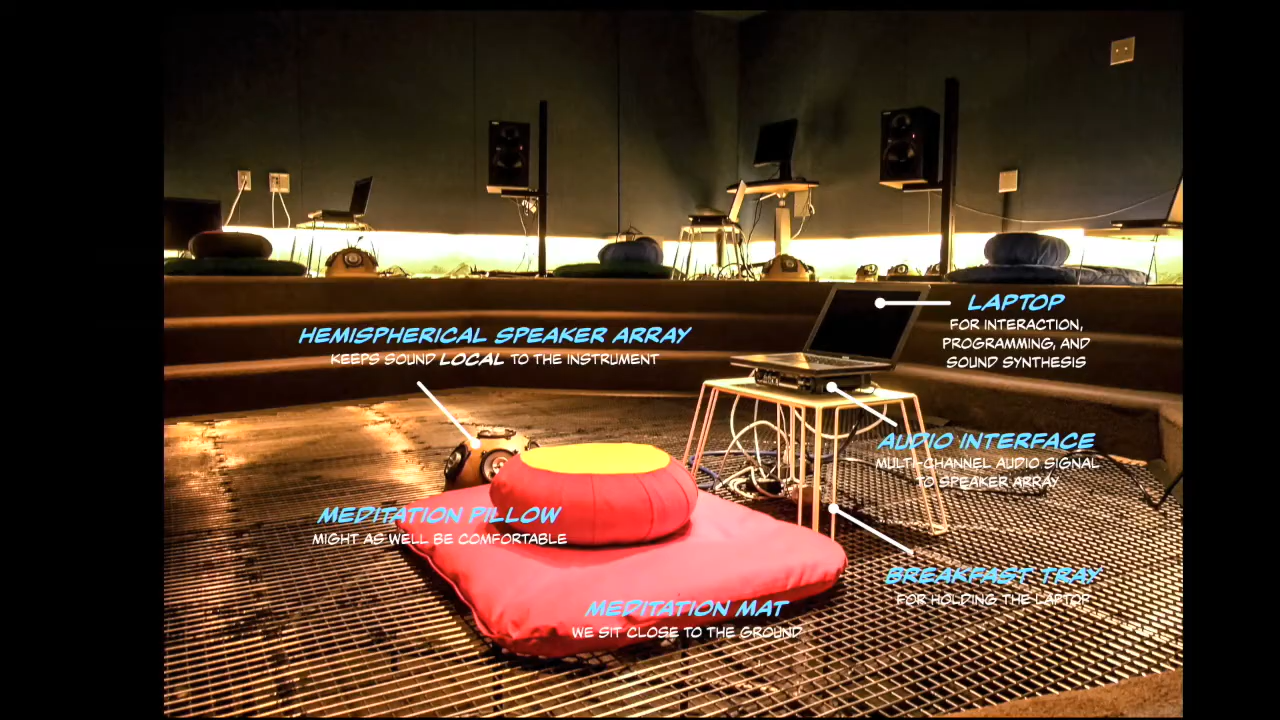 LAPTOP
FOR INTERACTION,
PROGRAMMING, AND
SOUND SYNTHESIS
HEMISPHERICAL SPEAKER ARRAY
KEEPS SOUND LOCAL TO THE INSTRUMENT
AUDIO INTERFACE
MULTI-CHANNEL AUDIO SIGNAL
TO SPEAKER ARRAY
MEDITATION PILLOW
MIGHT AS WELL BE COMFORTABLE
BREAKFAST TRAY
FOR HOLDING THE LAPTOP
MEDITATION MAT
WE SIT CLOSE TO THE GROUND